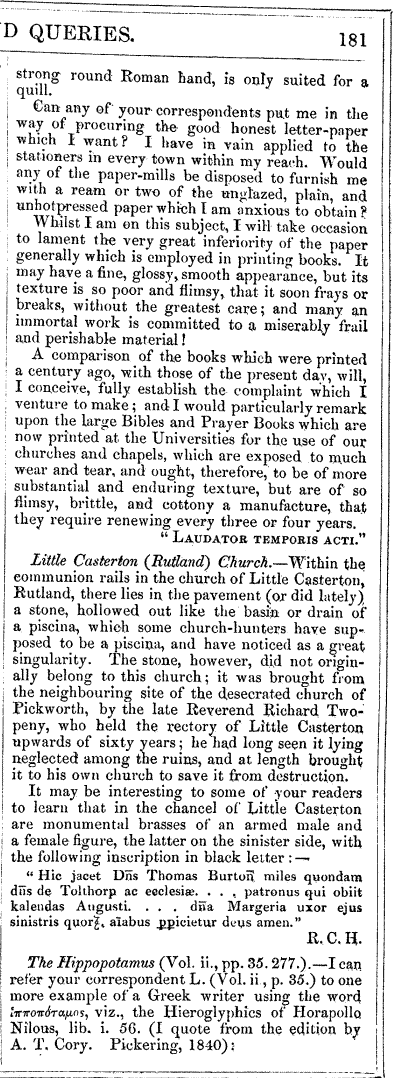 D QUERIES. 181
strong round Roman hand, is only suited for a
quill.
Can any of your correspondents put me in the
way of procuring the good honest letter-paper
which I want? I have in vain applied to the
stationers in every town within my reach. Would
any of the paper-mills be disposed to furnish me
with a ream or two of the unglazed, plain, and
unhotpressed paper which I am anxious to obtain?
Whilst I am on this subject, I will take occasion
to lament the very great inferiority of the paper
generally which is employed in printing books. It
may have a fine, glossy, smooth appearance, but its
texture is so poor and flimsy, that it soon frays or
breaks, without the greatest care; and many an
immortal work is committed to a miserably frail
and perishable material!
A comparison of the books which were printed
a century ago, with those of the present day, will,
I conceive, fully establish the complaint which I
venture to make; and I would particularly remark
upon the large Bibles and Prayer Books which are
now printed at the Universities for the use of our
churches and chapels, which are exposed to much
wear and tear, and ought, therefore, to be of more
substantial and enduring texture, but are of so
flimsy, brittle, and cottony a manufacture, that
they require renewing every three or four years.
"LAUDATOR TEMPORIS ACTI."
Little Casterton (Rutland) Church.—Within the
communion rails in the church of Little Casterton,
Rutland, there lies in the pavement (or did lately)
a stone, hollowed out like the basin or drain of
a piscina, which some church-hunters have sup-
posed to be a piscina, and have noticed as a great
singularity. The stone, however, did not origin-
ally belong to this church; it was brought from
the neighbouring site of the desecrated church of
Pickworth, by the late Reverend Richard Two-
peny, who held the rectory of Little Casterton
upwards of sixty years; he had long seen it lying
neglected among the ruins, and at length brought
it to his own church to save it from destruction.
It may be interesting to some of your readers
to learn that in the chancel of Little Casterton
are monumental brasses of an armed male and
a female figure, the latter on the sinister side, with
the following inscription in black letter:—
"Hic jacet Dn̄s Thomas Burton̄ miles quondam
dn̄s de Tolthorp ac ecclesiæ. . . . patronus qui obiit
kalendas Augusti. . . . dn̄a Margeria uxor ejus
sinistris quorꝝ. aīabus ꝓpicietur deus amen."
R. C. H.
The Hippopotamus (Vol. ii., pp. 35. 277.).—I can
refer your correspondent L. (Vol. ii, p. 35.) to one
more example of a Greek writer using the word
ἱπποπόταμος, viz., the Hieroglyphics of Horapollo
Nilous, lib. i. 56. (I quote from the edition by
A. T. Cory. Pickering, 1840):